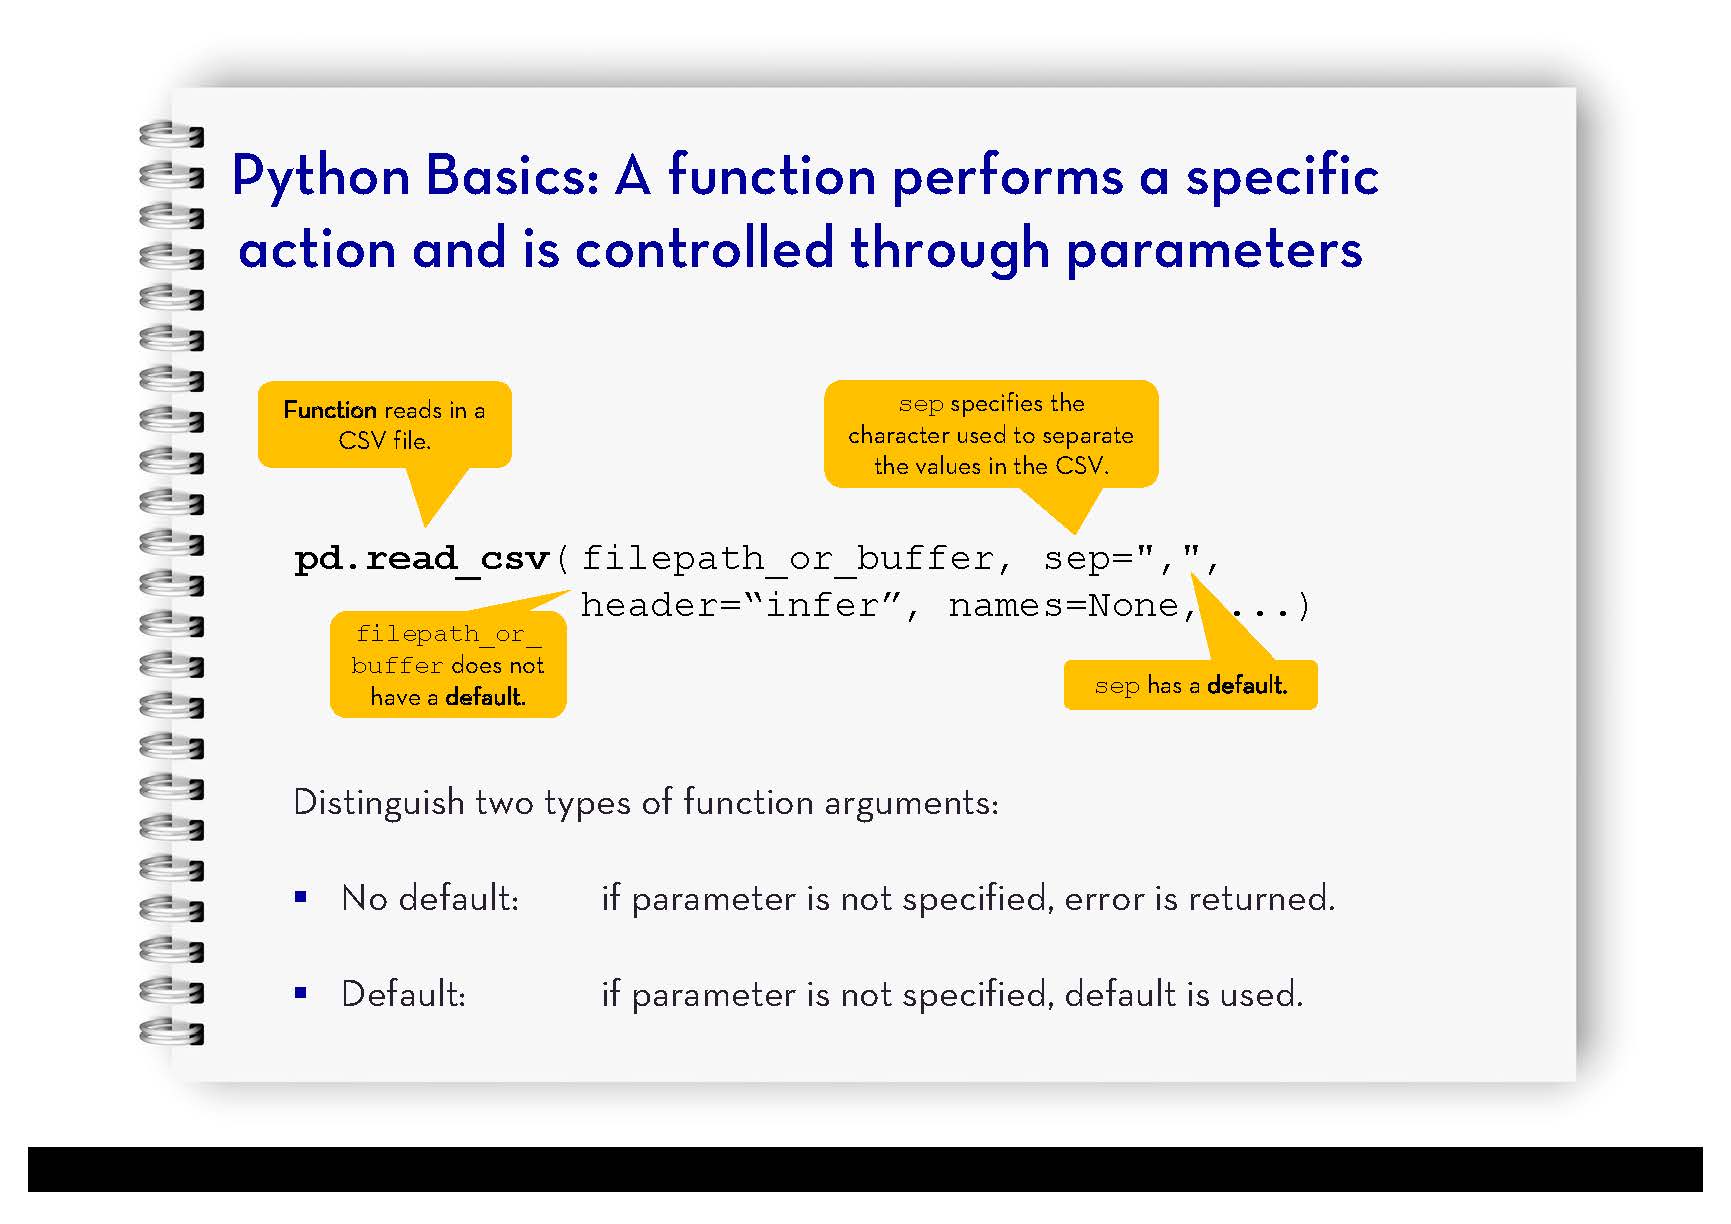 Python Basics: A function performs a specific
action and is controlled through parameters
Function reads in a
CSV file.
sep specifies the
character used to separate
the values in the CSV.
pd.read_csv( filepath_or_buffer, sep=",",
header=“infer”, names=None, ...)
filepath_or_
buffer does not
have a default.
sep has a default.
Distinguish two types of function arguments:
▪ No default: if parameter is not specified, error is returned.
▪ Default: if parameter is not specified, default is used.